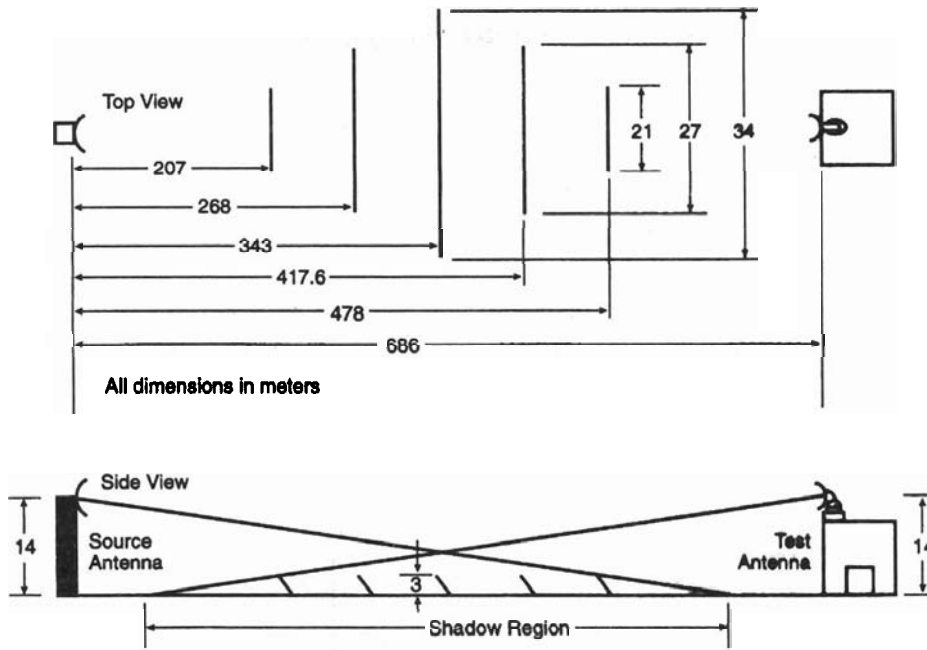 Top View
207
268
343
417.6
478
686
21
27
34
All dimensions in meters
Side View
14
Source
Antenna
3
Test
Antenna
14
Shadow Region